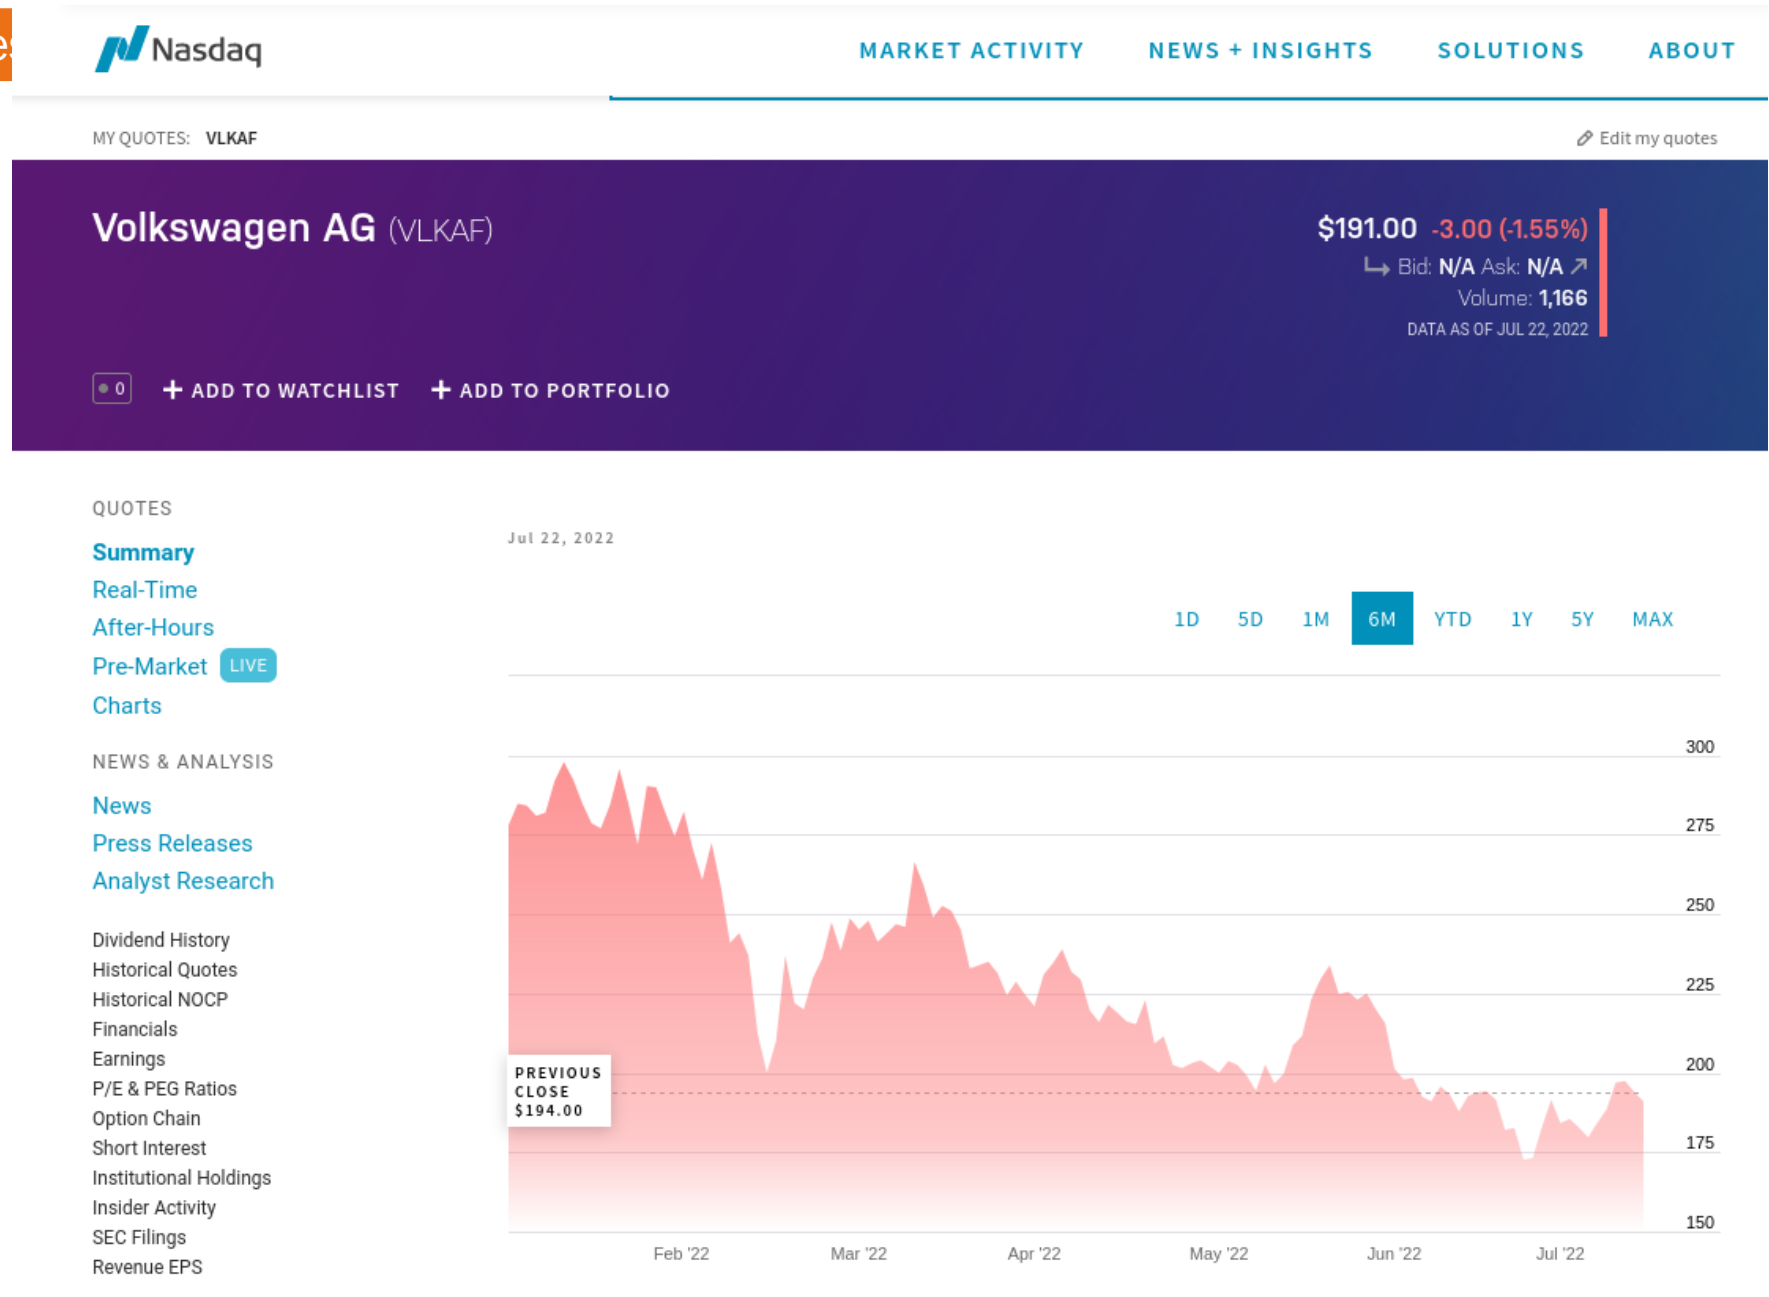 es
Nasdaq
MARKET ACTIVITY NEWS + INSIGHTS SOLUTIONS ABOUT
MY QUOTES: VLKAF
Edit my quotes
Volkswagen AG (VLKAF)
$191.00 -3.00 (-1.55%)
Bid: N/A Ask: N/A
Volume: 1,166
DATA AS OF JUL 22, 2022
0
ADD TO WATCHLIST
ADD TO PORTFOLIO
QUOTES
Summary
Real-Time
After-Hours
Pre-Market LIVE
Charts
NEWS & ANALYSIS
News
Press Releases
Analyst Research
Dividend History
Historical Quotes
Historical NOCP
Financials
Earnings
P/E & PEG Ratios
Option Chain
Short Interest
Institutional Holdings
Insider Activity
SEC Filings
Revenue EPS
Jul 22, 2022
1D 5D 1M 6M YTD 1Y 5Y MAX
300
275
250
225
200
175
150
PREVIOUS
CLOSE
$194.00
Feb '22 Mar '22 Apr '22 May '22 Jun '22 Jul '22